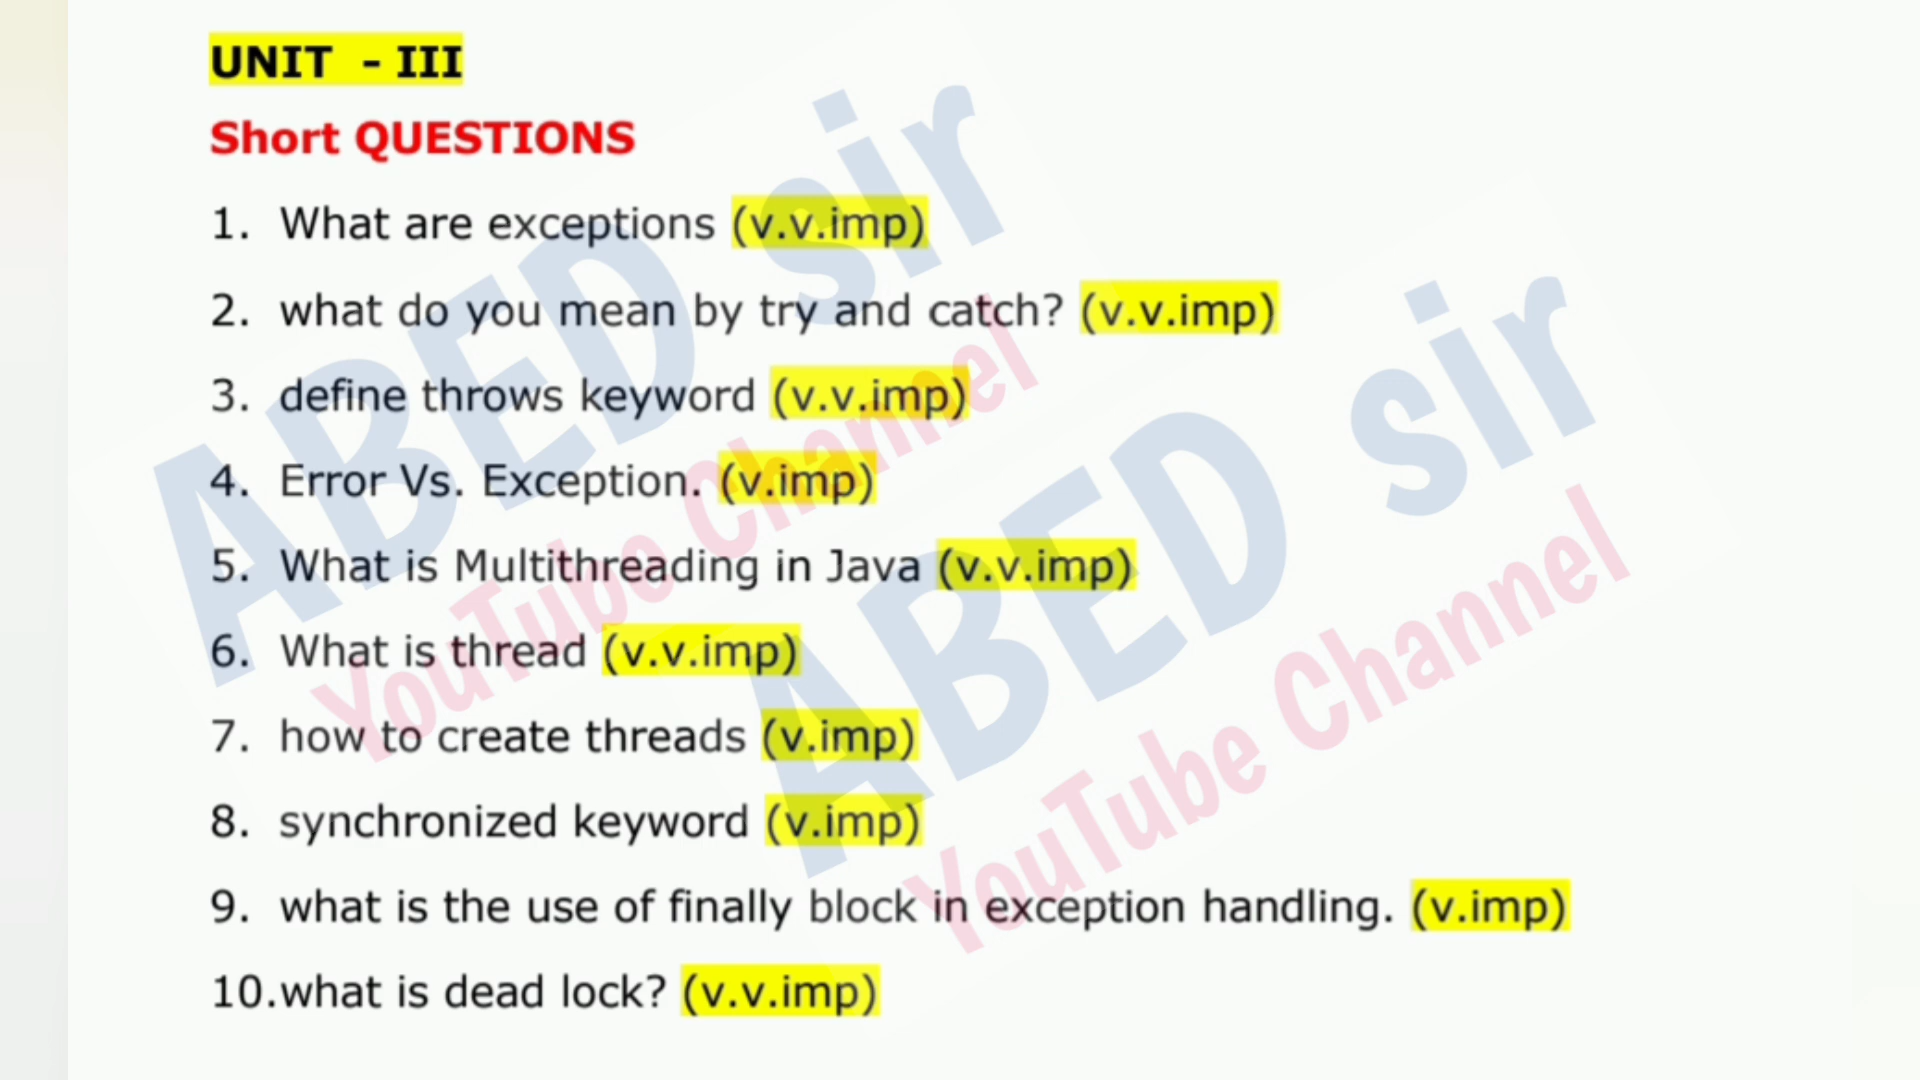 UNIT - III
Short QUESTIONS
1. What are exceptions (v.v.imp)
2. what do you mean by try and catch? (v.v.imp)
3. define throws keyword (v.v.imp)
4. Error Vs. Exception. (v.imp)
5. What is Multithreading in Java (v.v.imp)
6. What is thread (v.v.imp)
7. how to create threads (v.imp)
8. synchronized keyword (v.imp)
9. what is the use of finally block in exception handling. (v.imp)
10.what is dead lock? (v.v.imp)
ABED sir
YouTube Channel
ABED sir
YouTube Channel